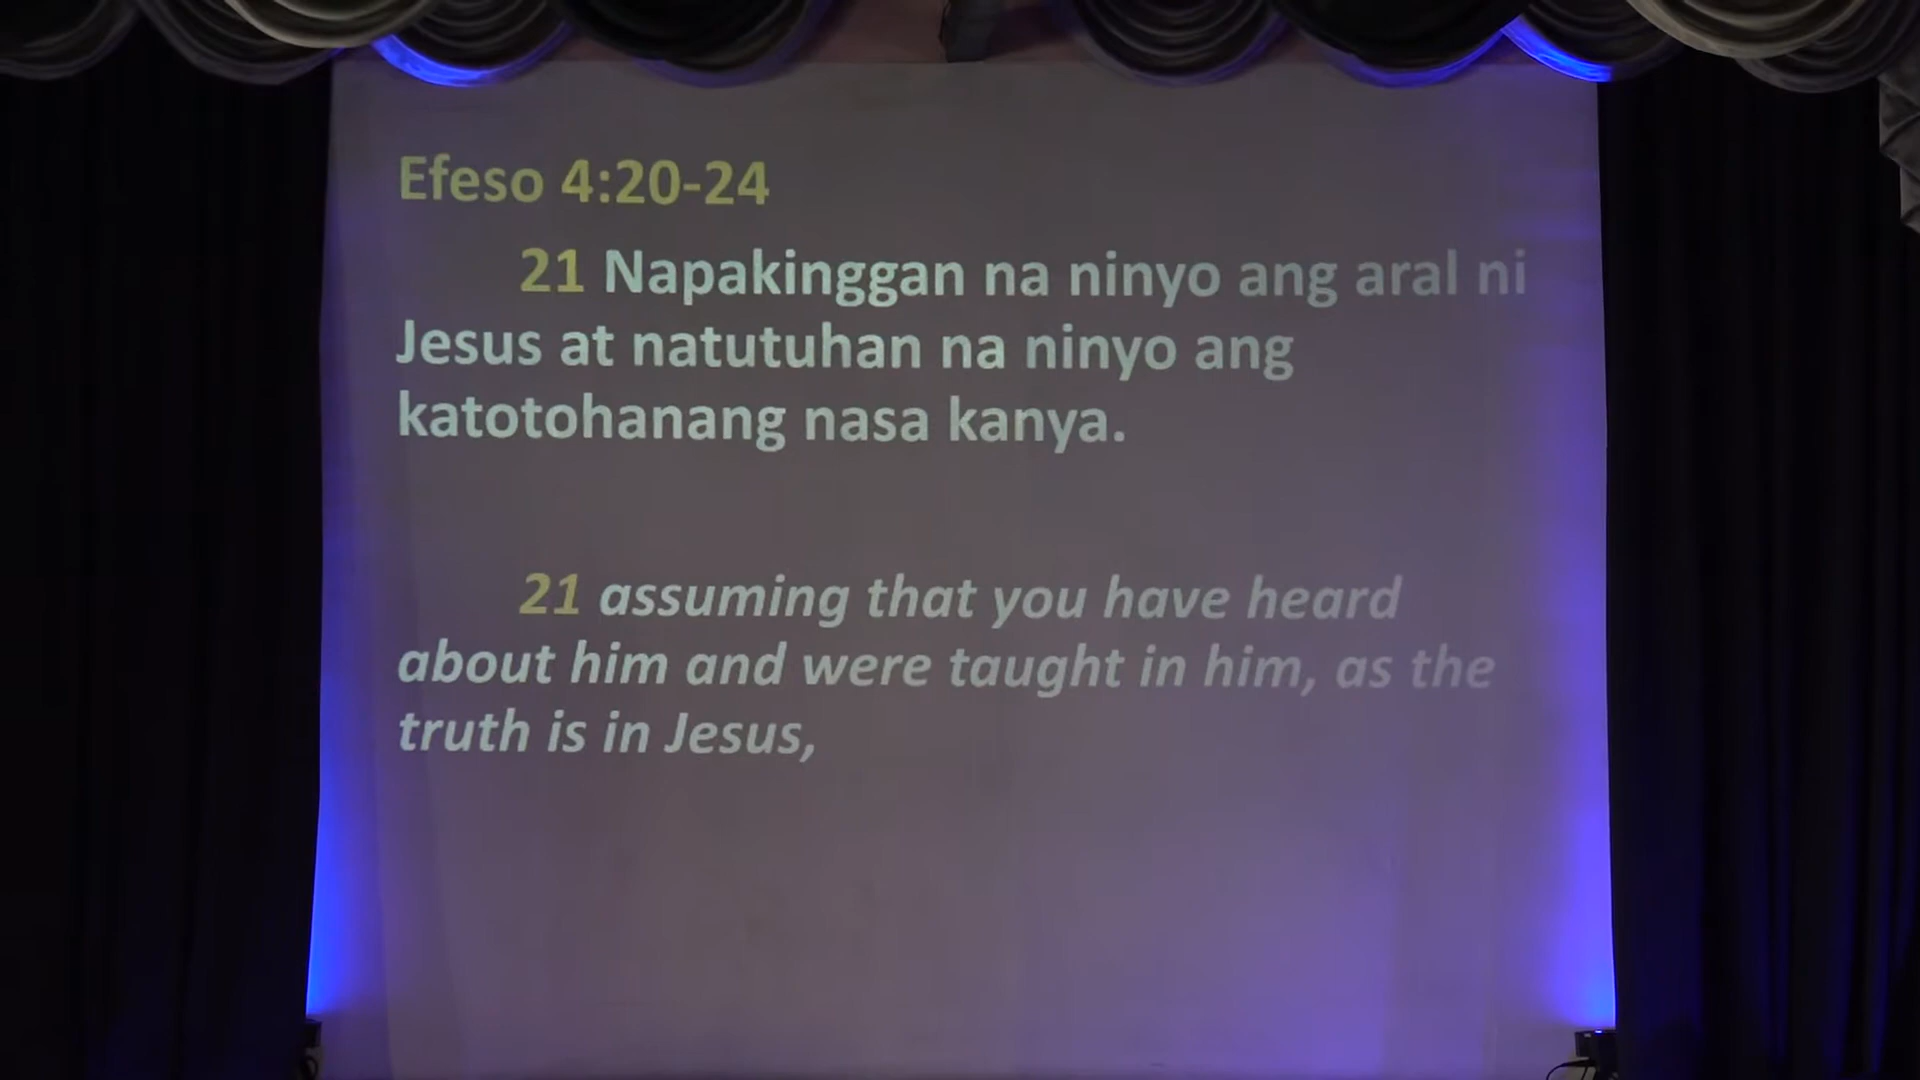 Efeso 4:20-24
21 Napakinggan na ninyo ang aral ni
Jesus at natutuhan na ninyo ang
katotohanang nasa kanya.
21 assuming that you have heard
about him and were taught in him, as the
truth is in Jesus,